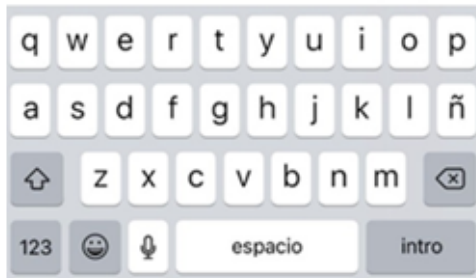 q w e r t y u i o p
a s d f g h j k l ñ
z x c v b n m
123 espacio intro